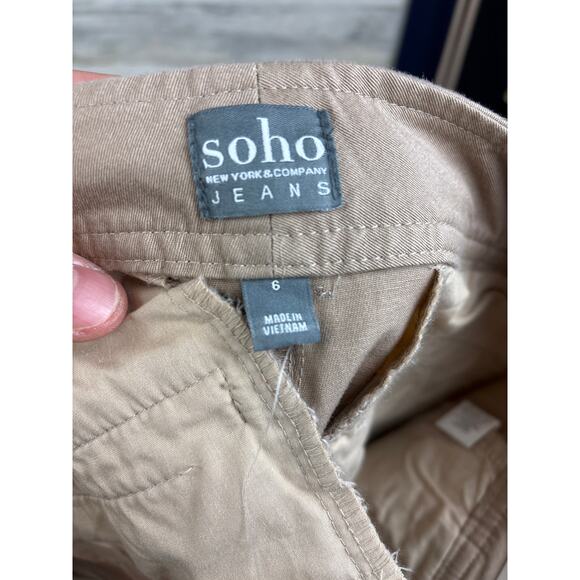 soho
NEW YORK & COMPANY
JEANS
6
MADE IN
VIETNAM